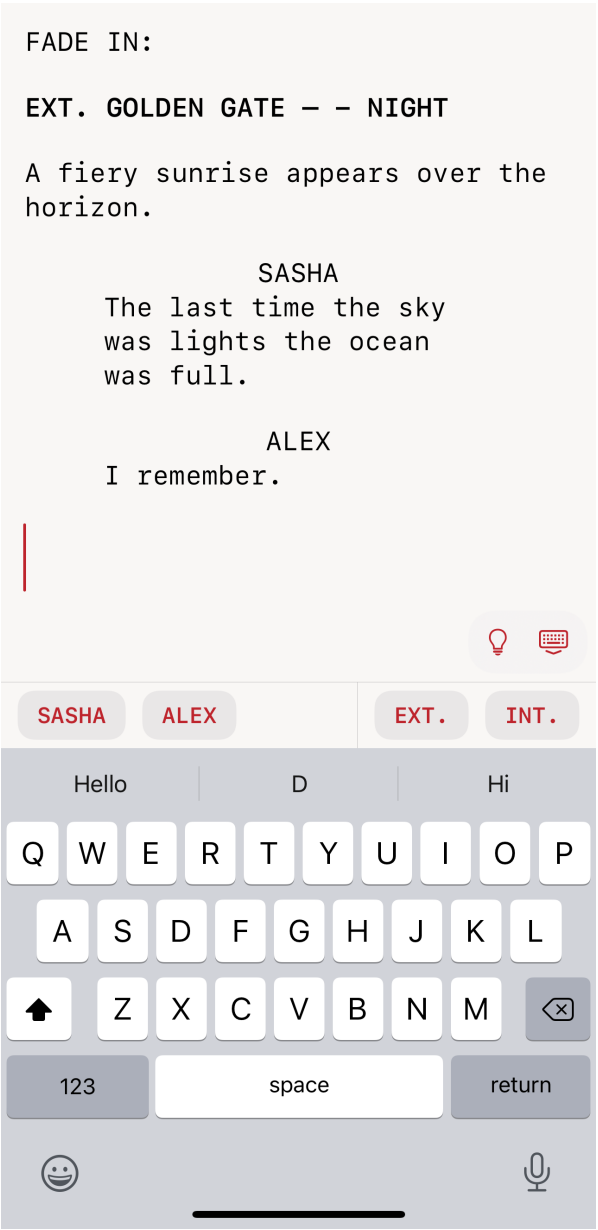 FADE IN:
EXT. GOLDEN GATE – – NIGHT
A fiery sunrise appears over the
horizon.
SASHA
The last time the sky
was lights the ocean
was full.
ALEX
I remember.
SASHA ALEX EXT. INT.
Hello D Hi
Q W E R T Y U I O P
A S D F G H J K L
Z X C V B N M
123 space return